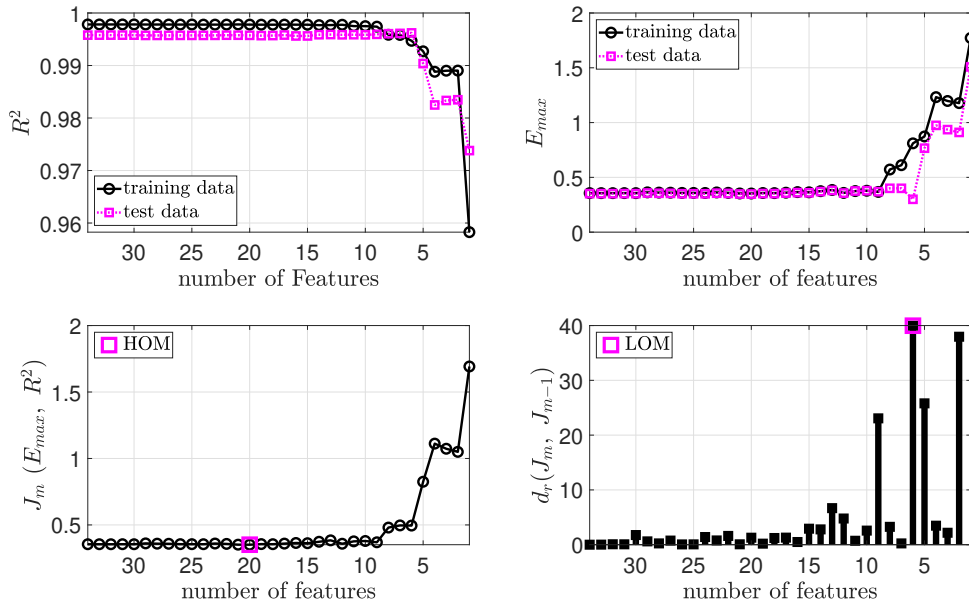 1
0.99
0.98
0.97
0.96
R²
training data
test data
30 25 20 15 10 5
number of Features
2
1.5
1
0.5
0
E_max
training data
test data
30 25 20 15 10 5
number of features
2
1.5
1
0.5
J_m (E_max, R²)
HOM
30 25 20 15 10 5
number of features
40
30
20
10
0
d_r(J_m, J_{m−1})
LOM
30 25 20 15 10 5
number of features